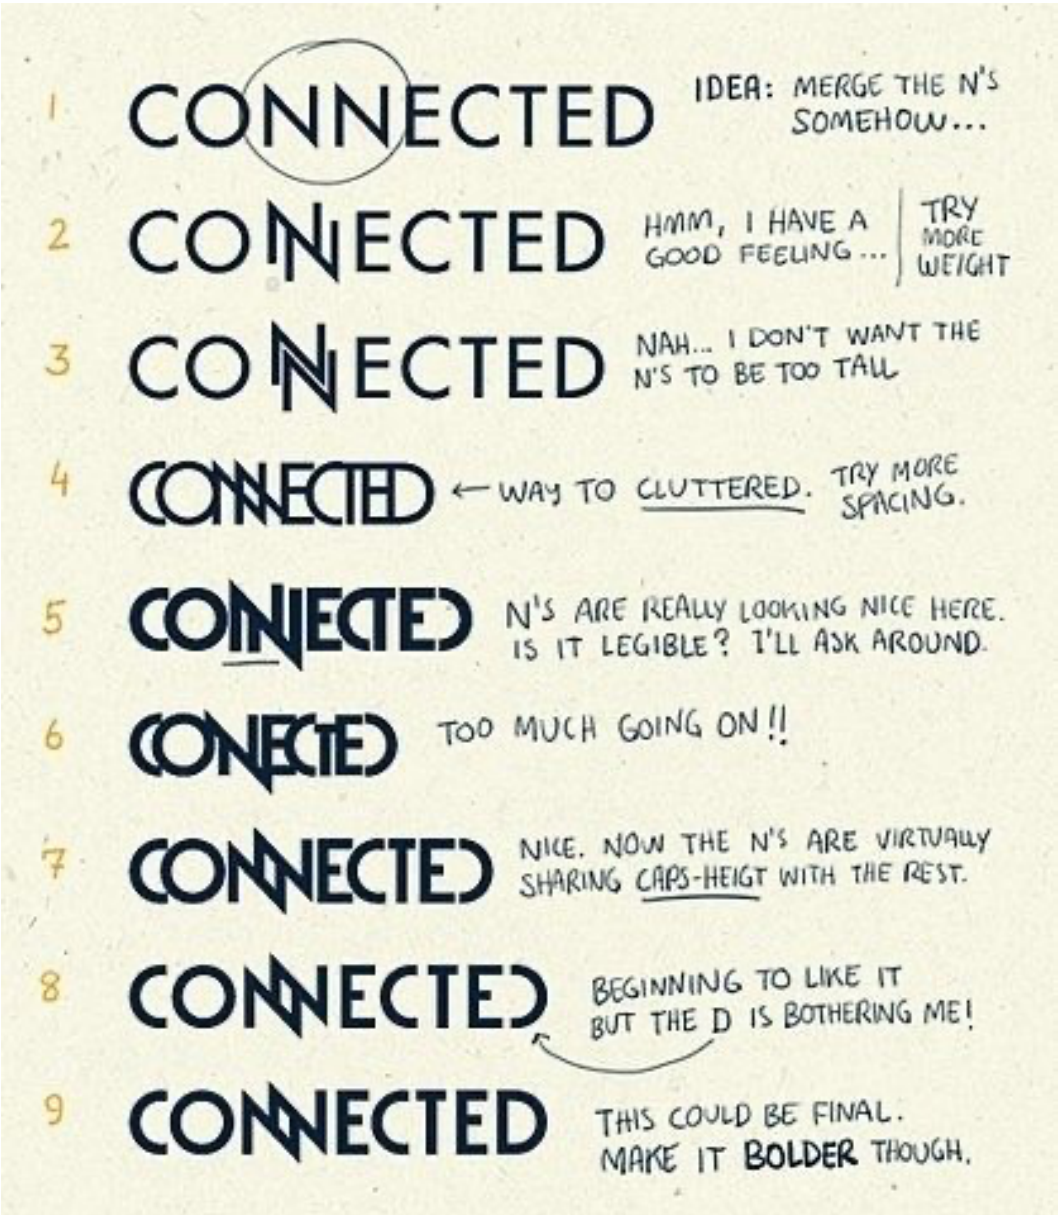 1
CONNECTED
IDEA: MERGE THE N'S
SOMEHOW...
2
CONNECTED
HMM, I HAVE A
GOOD FEELING...
TRY
MORE
WEIGHT
3
CONNECTED
NAH... I DON'T WANT THE
N'S TO BE TOO TALL
4
CONNECTED
← WAY TO CLUTTERED. TRY MORE
SPACING.
5
CONNECTED
N'S ARE REALLY LOOKING NICE HERE.
IS IT LEGIBLE? I'LL ASK AROUND.
6
CONNECTED
TOO MUCH GOING ON!!
7
CONNECTED
NICE. NOW THE N'S ARE VIRTUALLY
SHARING CAPS-HEIGT WITH THE REST.
8
CONNECTED
BEGINNING TO LIKE IT
BUT THE D IS BOTHERING ME!
9
CONNECTED
THIS COULD BE FINAL.
MAKE IT BOLDER THOUGH.